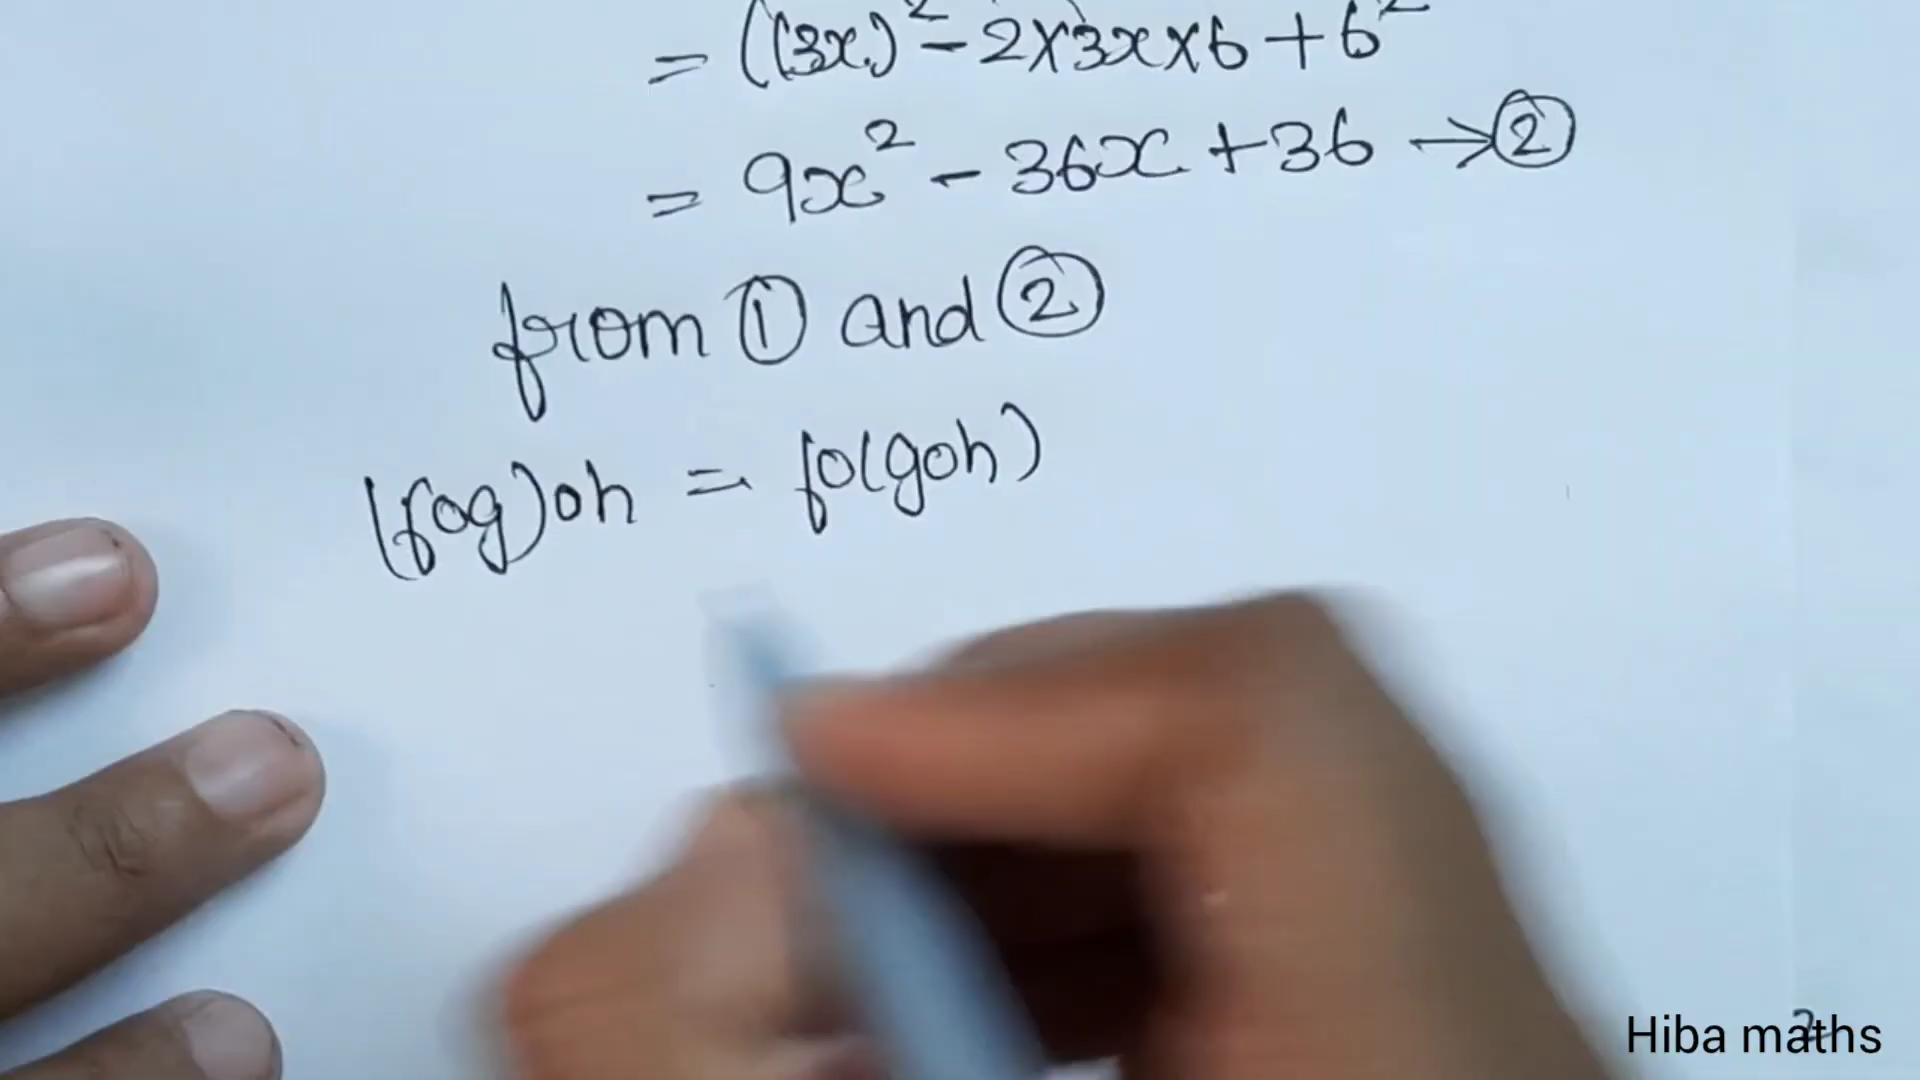 = ((3x)² - 2×3x×6 + 6²
= 9x² - 36x + 36 → ②
from ① and ②
(fog)oh = fo(goh)
Hiba maths
2